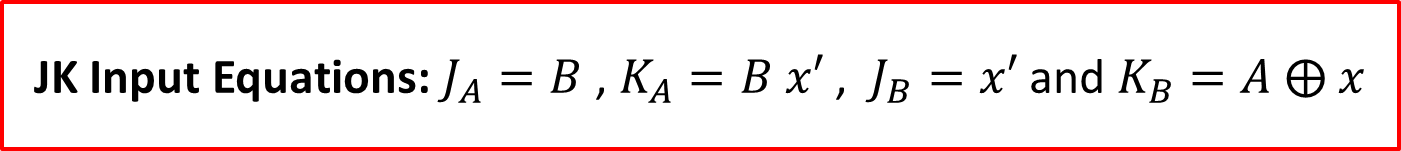 JK Input Equations: J_A = B , K_A = B x′ , J_B = x′ and K_B = A ⊕ x